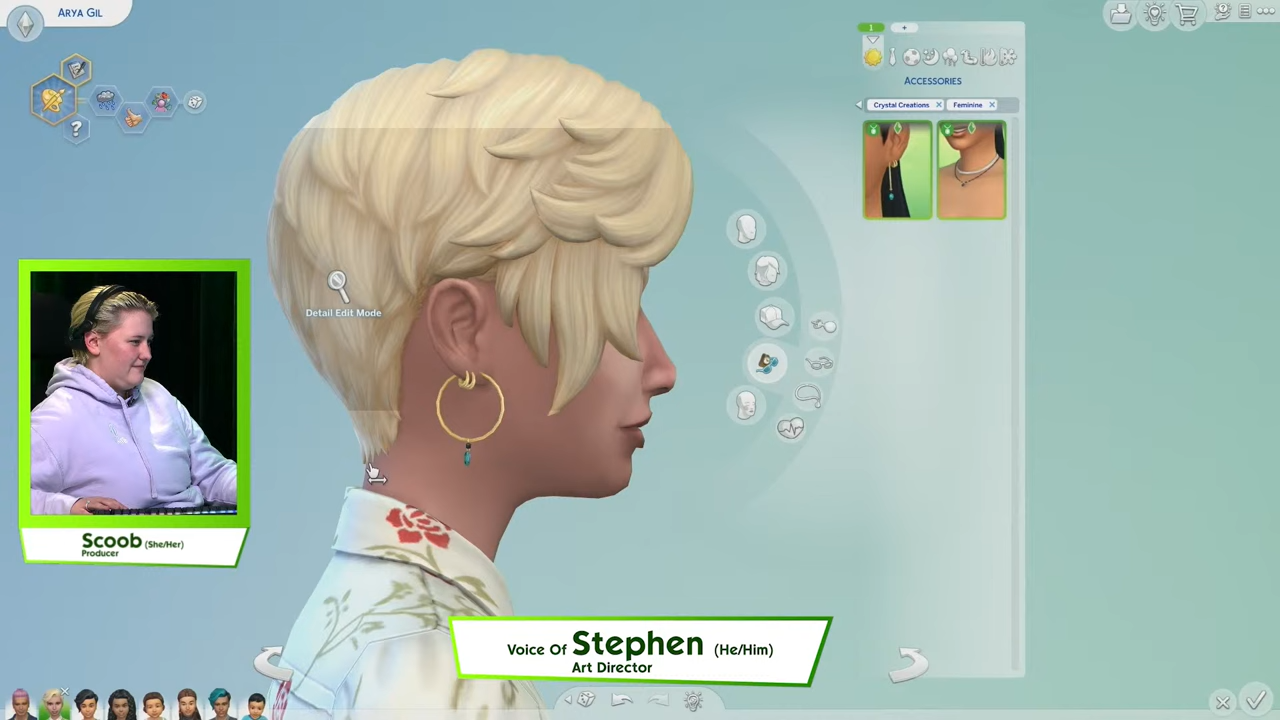 Arya Gil
1
+
Accessories
Crystal Creations ×
Feminine ×
Detail Edit Mode
?
Scoob (She/Her)
Producer
Voice Of Stephen (He/Him)
Art Director